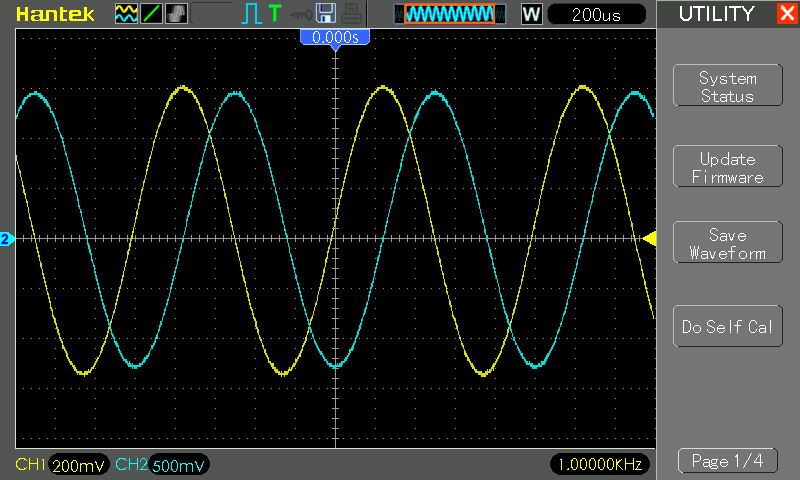 Hantek
T
W
200us
UTILITY
0.000s
System
Status
Update
Firmware
2
Save
Waveform
Do Self Cal
CH1 200mV CH2 500mV
1.00000KHz
Page 1/4